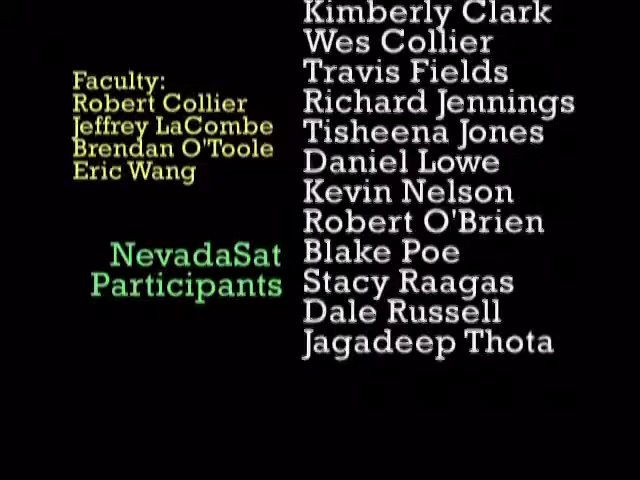 Faculty:
Robert Collier
Jeffrey LaCombe
Brendan O'Toole
Eric Wang
NevadaSat
Participants
Kimberly Clark
Wes Collier
Travis Fields
Richard Jennings
Tisheena Jones
Daniel Lowe
Kevin Nelson
Robert O'Brien
Blake Poe
Stacy Raagas
Dale Russell
Jagadeep Thota